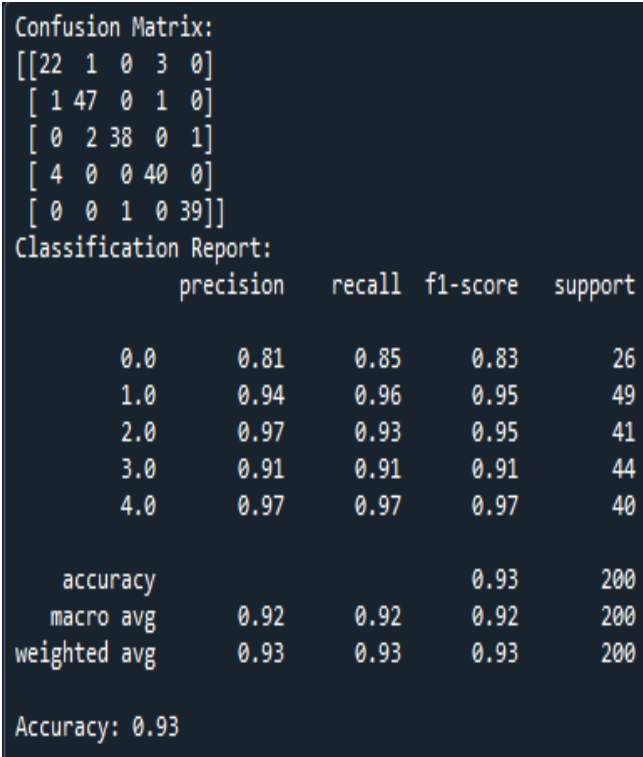 Confusion Matrix:
[[22 1 0 3 0]
[ 1 47 0 1 0]
[ 0 2 38 0 1]
[ 4 0 0 40 0]
[ 0 0 1 0 39]]
Classification Report:
precision recall f1-score support
0.0 0.81 0.85 0.83 26
1.0 0.94 0.96 0.95 49
2.0 0.97 0.93 0.95 41
3.0 0.91 0.91 0.91 44
4.0 0.97 0.97 0.97 40
accuracy 0.93 200
macro avg 0.92 0.92 0.92 200
weighted avg 0.93 0.93 0.93 200
Accuracy: 0.93